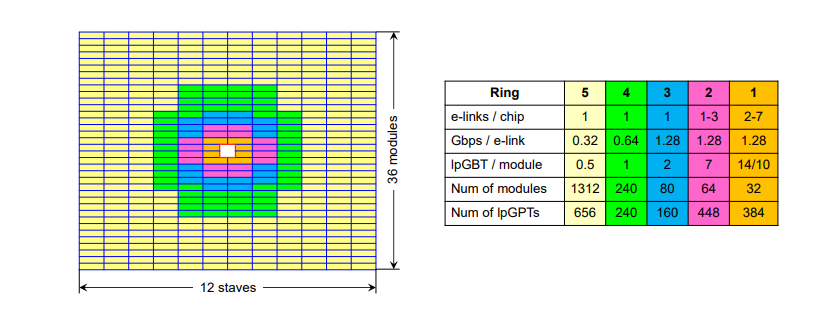 36 modules
12 staves
Ring 5 4 3 2 1
e-links / chip 1 1 1 1-3 2-7
Gbps / e-link 0.32 0.64 1.28 1.28 1.28
lpGBT / module 0.5 1 2 7 14/10
Num of modules 1312 240 80 64 32
Num of lpGPTs 656 240 160 448 384